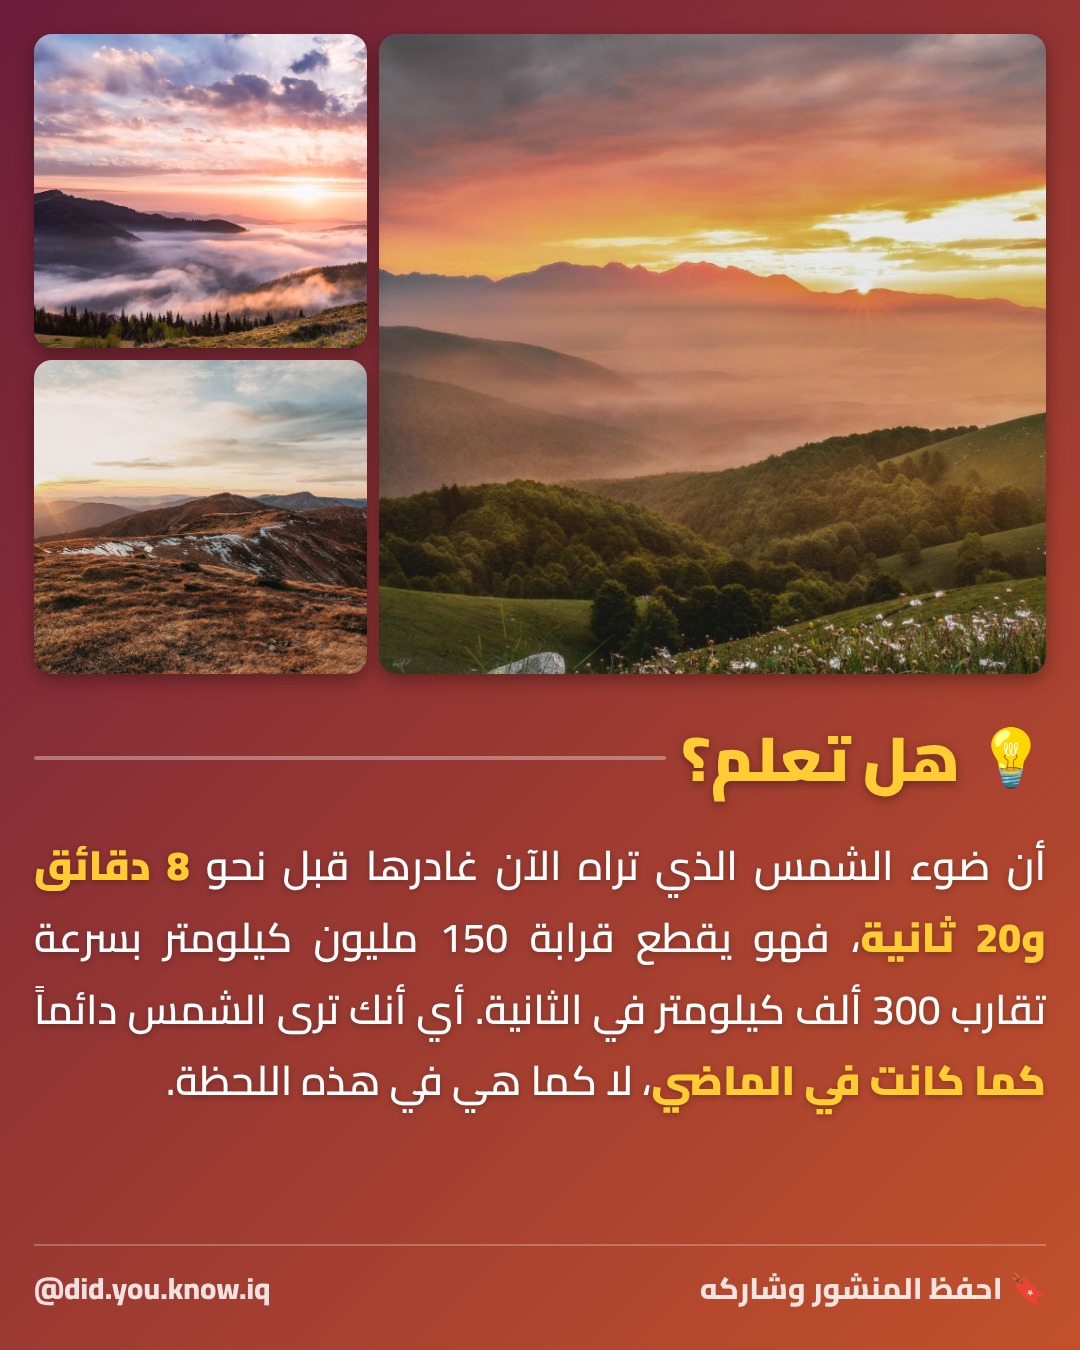 💡 هل تعلم؟
أن ضوء الشمس الذي تراه الآن غادرها قبل نحو 8 دقائق
و20 ثانية، فهو يقطع قرابة 150 مليون كيلومتر بسرعة
تقارب 300 ألف كيلومتر في الثانية. أي أنك ترى الشمس دائماً
كما كانت في الماضي، لا كما هي في هذه اللحظة.
🔖 احفظ المنشور وشاركه
@did.you.know.iq